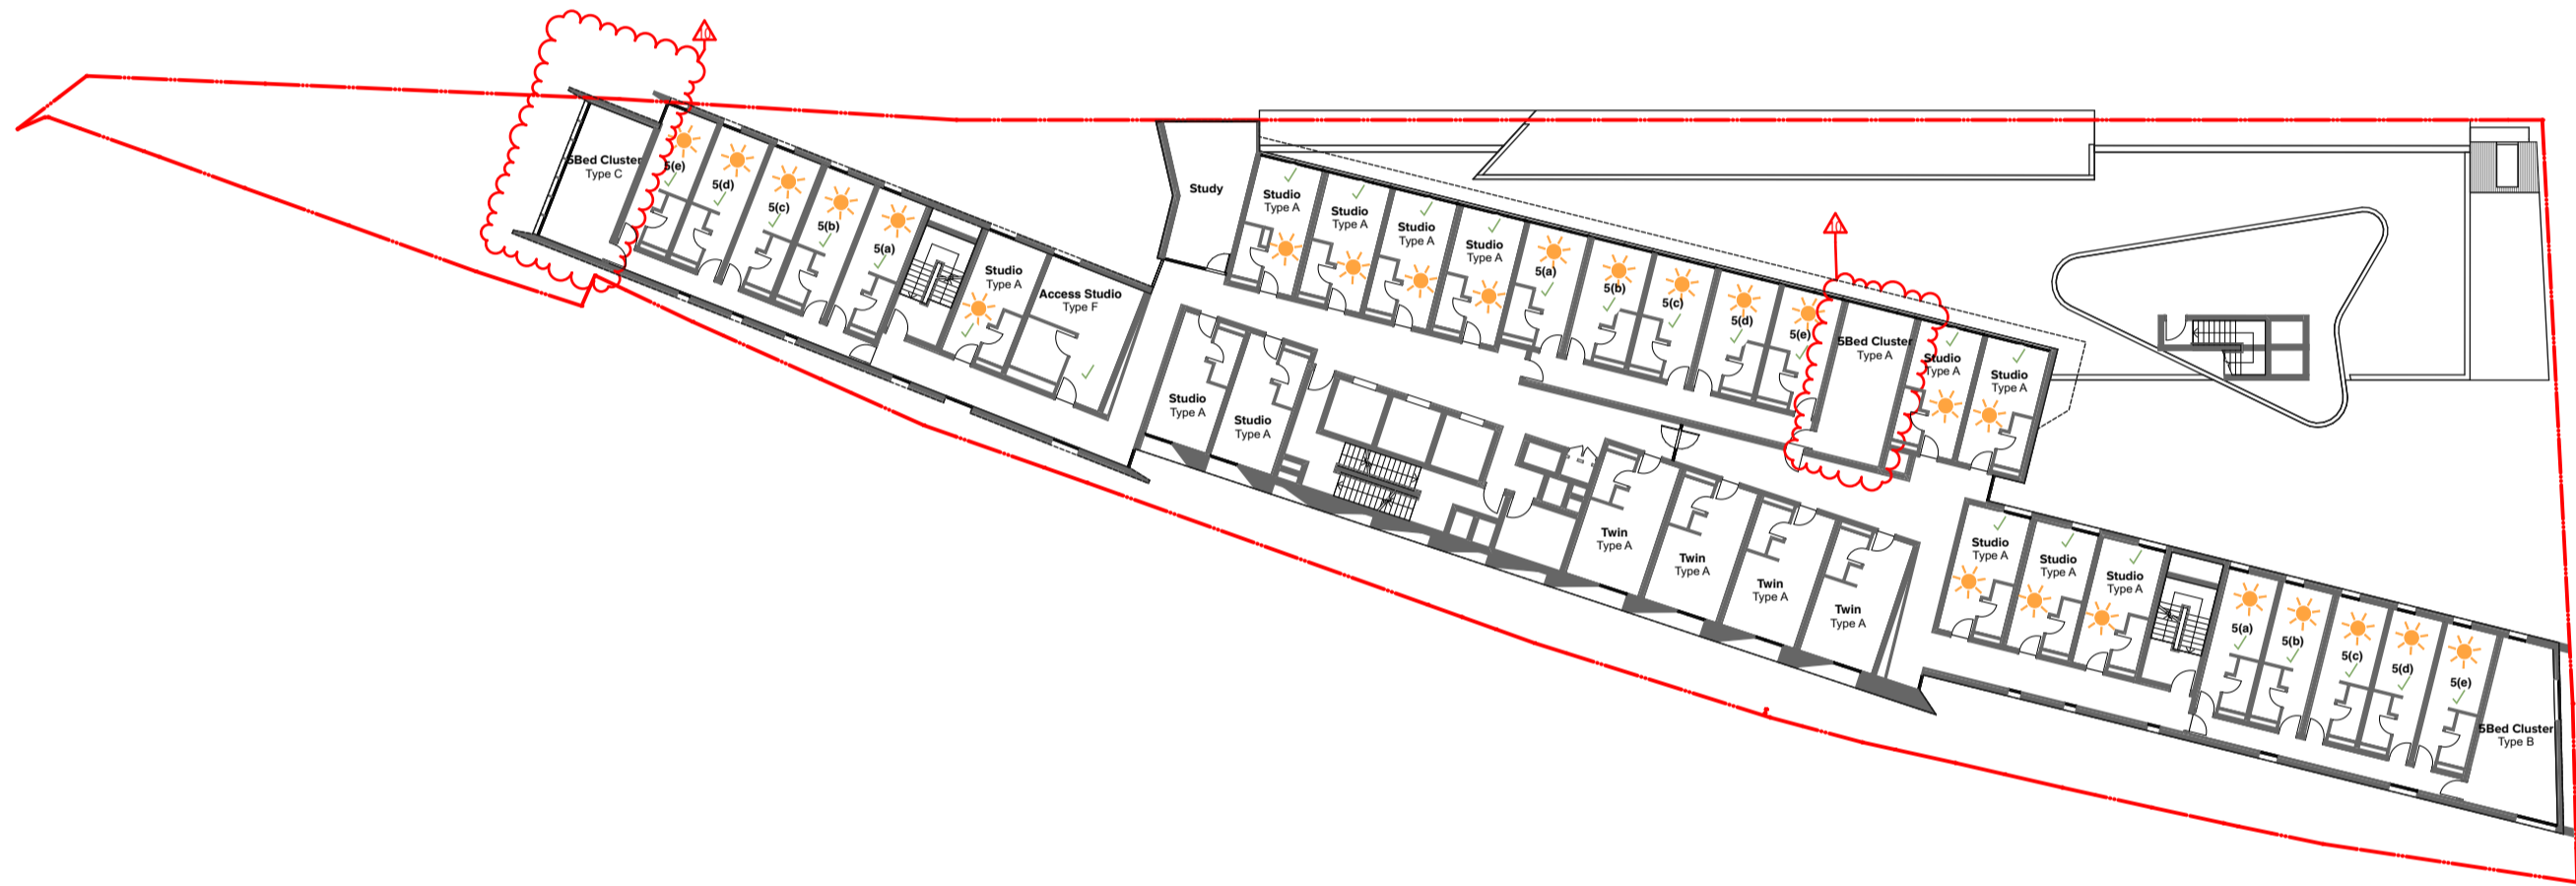 10
5Bed Cluster
Type C
5(e)
5(d)
5(c)
5(b)
5(a)
Studio
Type A
Access Studio
Type F
Study
Studio
Type A
Studio
Type A
Studio
Type A
Studio
Type A
5(a)
5(b)
5(c)
5(d)
5(e)
10
5Bed Cluster
Type A
Studio
Type A
Studio
Type A
Studio
Type A
Studio
Type A
Twin
Type A
Twin
Type A
Twin
Type A
Twin
Type A
Studio
Type A
Studio
Type A
Studio
Type A
5(a)
5(b)
5(c)
5(d)
5(e)
5Bed Cluster
Type B